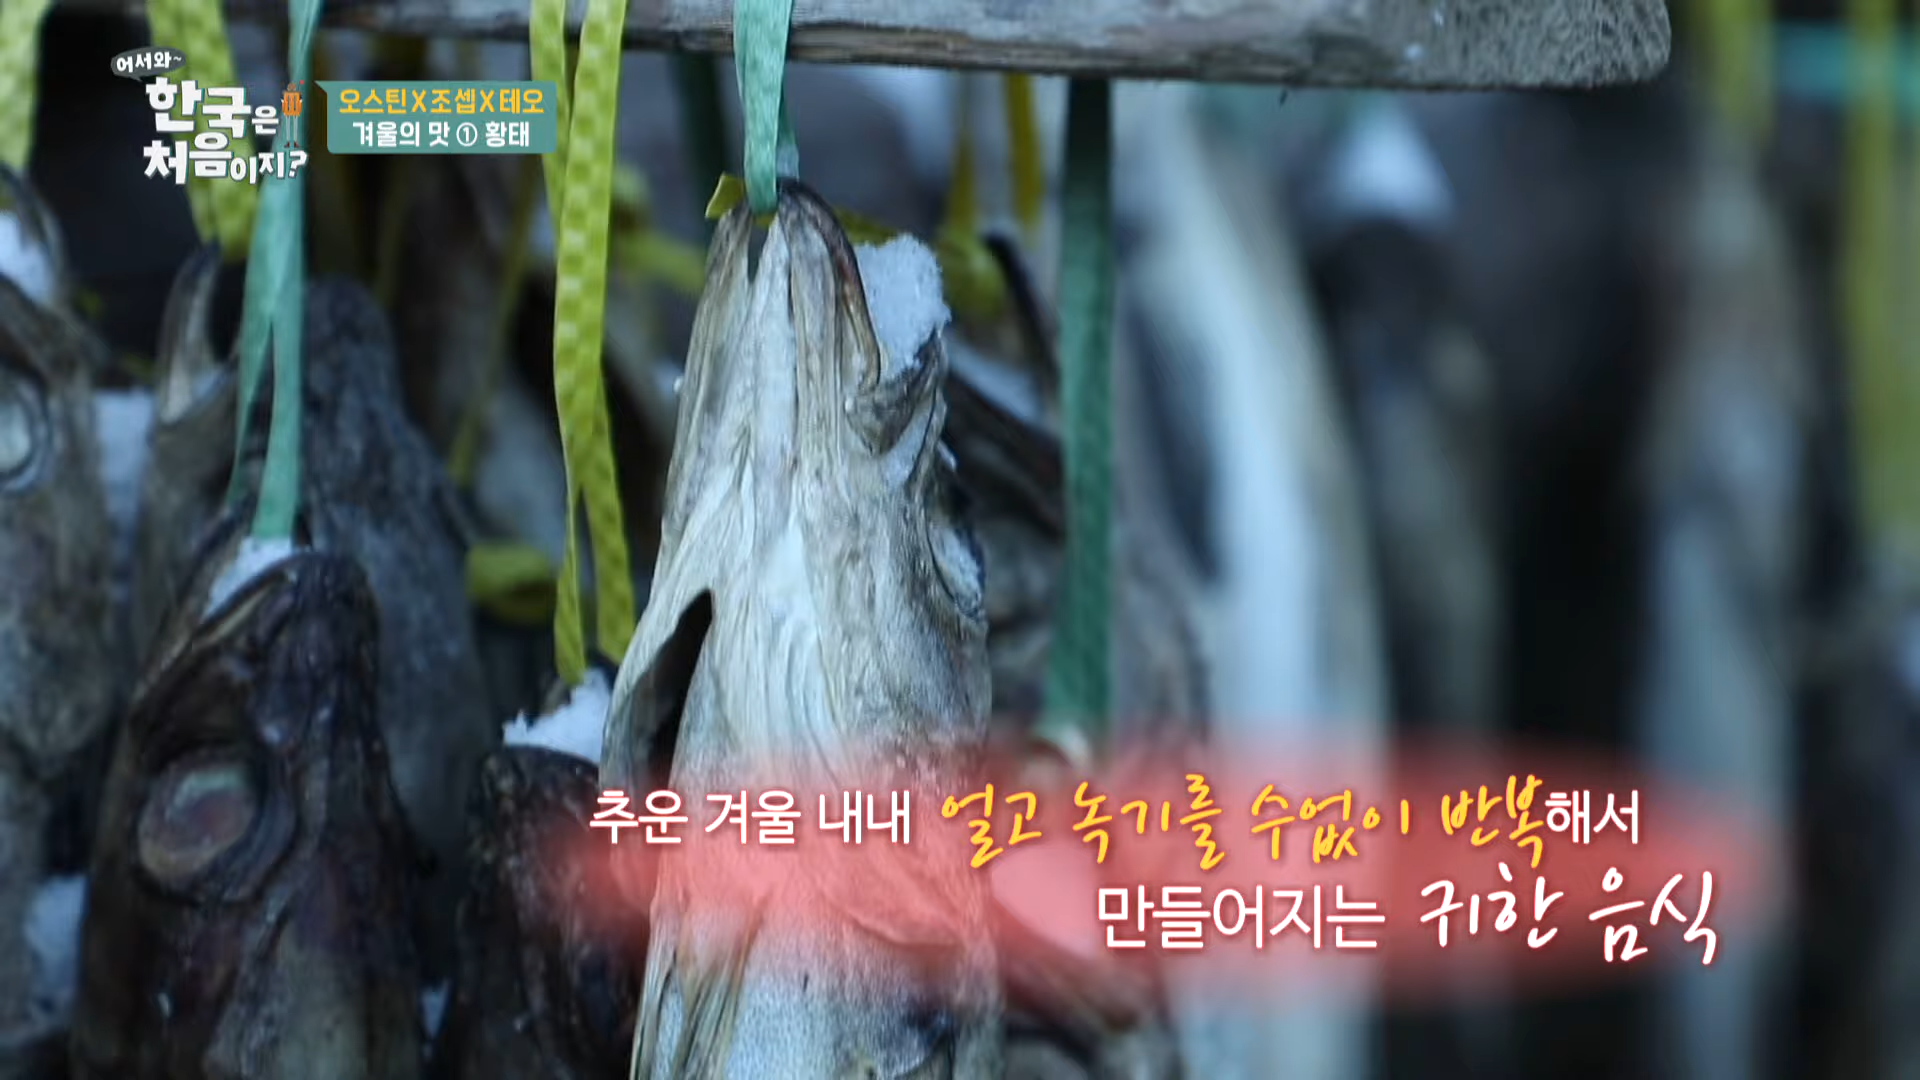 어서와~
한국은
처음이지?
오스틴X조셉X테오
겨울의 맛 ① 황태
추운 겨울 내내 얼고 녹기를 수없이 반복해서
만들어지는 귀한 음식